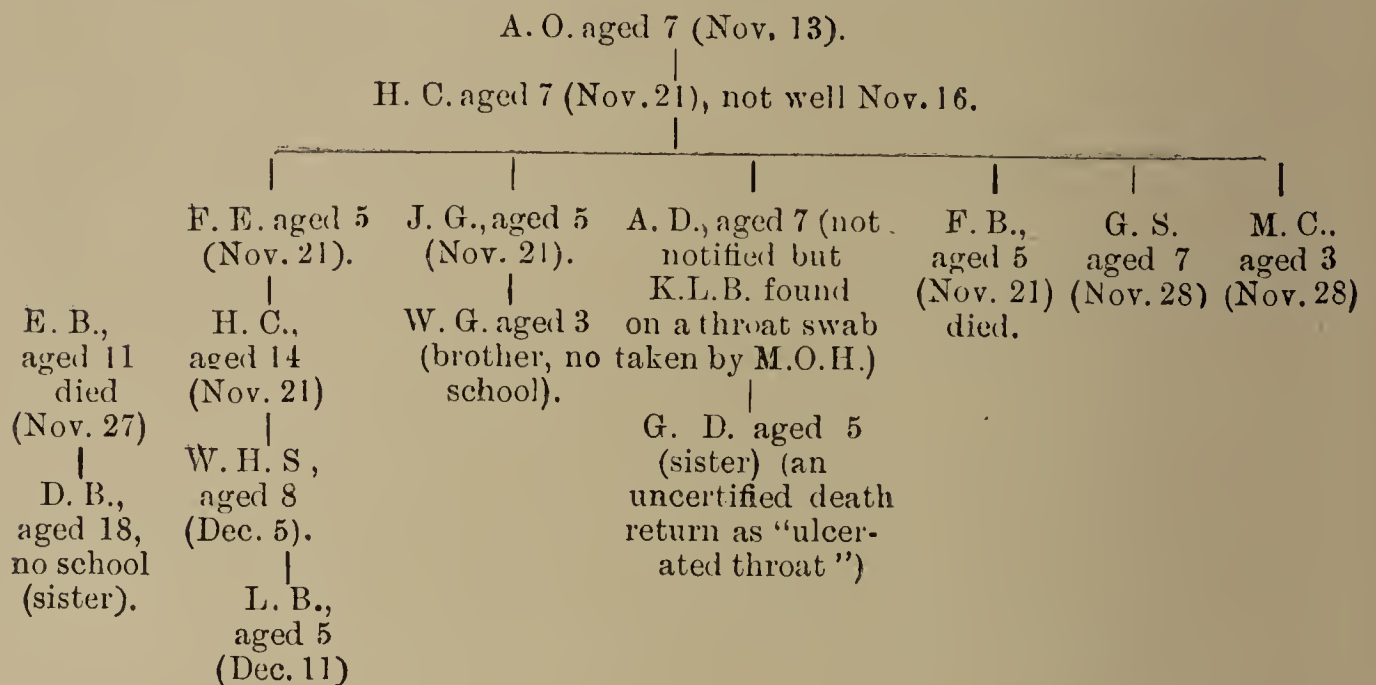 A. O. aged 7 (Nov. 13).
H. C. aged 7 (Nov. 21), not well Nov. 16.
F. E. aged 5
(Nov. 21).
H. C.,
aged 14
(Nov. 21)
W. H. S,
aged 8
(Dec. 5).
L. B.,
aged 5
(Dec. 11)
E. B.,
aged 11
died
(Nov. 27)
D. B.,
aged 18,
no school
(sister).
J. G., aged 5
(Nov. 21).
W. G. aged 3
(brother, no
school).
A. D., aged 7 (not
notified but
K.L.B. found
on a throat swab
taken by M.O.H.)
G. D. aged 5
(sister) (an
uncertified death
return as "ulcer-
ated throat")
F. B.,
aged 5
(Nov. 21)
died.
G. S.
aged 7
(Nov. 28)
M. C..
aged 3
(Nov. 28)